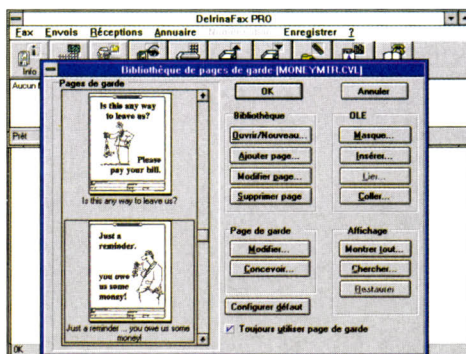 DelrinaFax PRO
Fax Envois Réceptions Annuaire Enregistrer ?
Info
Aucun
Prêt
Bibliothèque de pages de garde [MONEYMTR.CVL]
Pages de garde
Is this any way
to leave us?
Please
pay your bill.
Is this any way to leave us?
Just a
reminder.
you owe
us some
money!
Just a reminder ... you owe us some
money!
OK
Annuler
Bibliothèque
Ouvrir/Nouveau...
Ajouter page...
Modifier page...
Supprimer page
OLE
Masque...
Insérer...
Lier...
Coller...
Page de garde
Modifier...
Concevoir...
Affichage
Montrer tout...
Chercher...
Restaurer
Configurer défaut
Toujours utiliser page de garde
OK